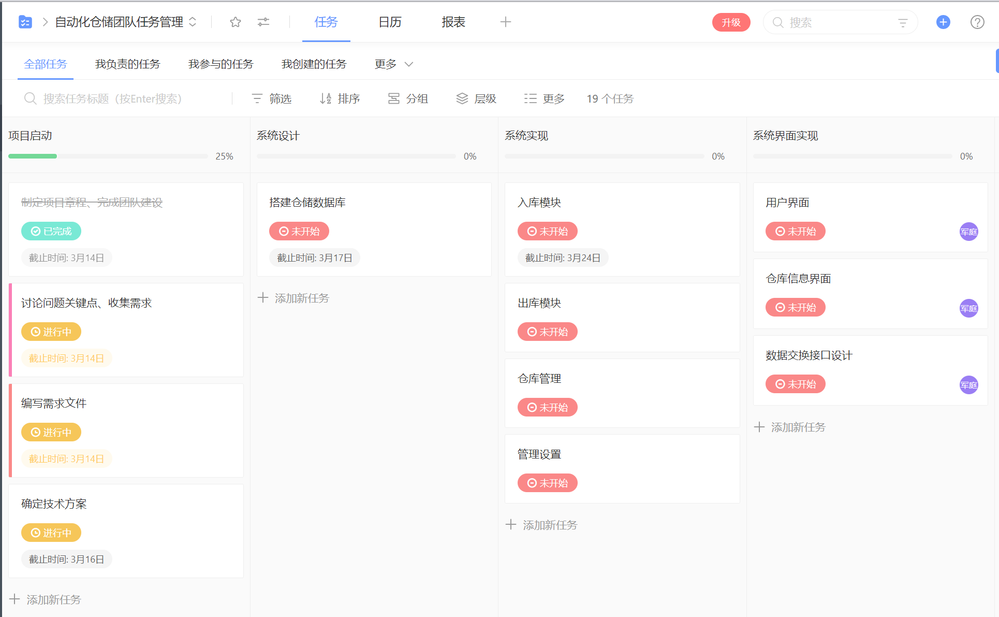 自动化仓储团队任务管理
任务
日历
报表
升级
搜索
全部任务
我负责的任务
我参与的任务
我创建的任务
更多
搜索任务标题（按Enter搜索）
筛选
排序
分组
层级
更多
19 个任务
项目启动
25%
制定项目章程、完成团队建设
已完成
截止时间: 3月14日
讨论问题关键点、收集需求
进行中
截止时间: 3月14日
编写需求文件
进行中
截止时间: 3月14日
确定技术方案
进行中
截止时间: 3月16日
添加新任务
系统设计
0%
搭建仓储数据库
未开始
截止时间: 3月17日
添加新任务
系统实现
0%
入库模块
未开始
截止时间: 3月24日
出库模块
未开始
仓库管理
未开始
管理设置
未开始
添加新任务
系统界面实现
0%
用户界面
未开始
军庭
仓库信息界面
未开始
军庭
数据交换接口设计
未开始
军庭
添加新任务